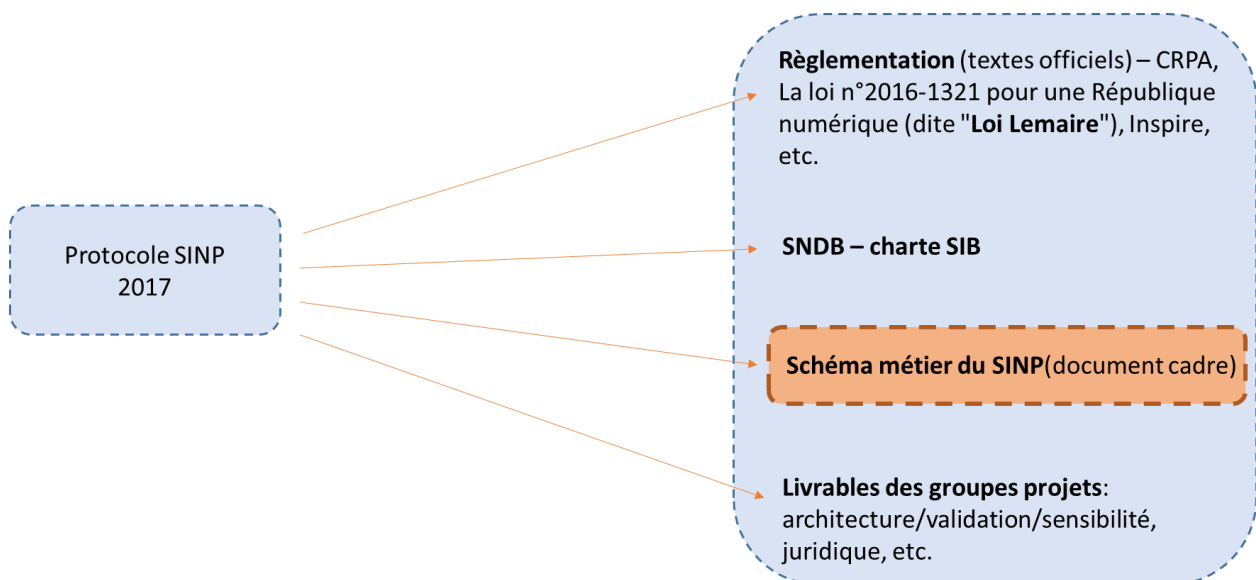 Protocole SINP
2017
Règlementation (textes officiels) – CRPA,
La loi n°2016-1321 pour une République
numérique (dite "Loi Lemaire"), Inspire,
etc.
SNDB – charte SIB
Schéma métier du SINP(document cadre)
Livrables des groupes projets:
architecture/validation/sensibilité,
juridique, etc.